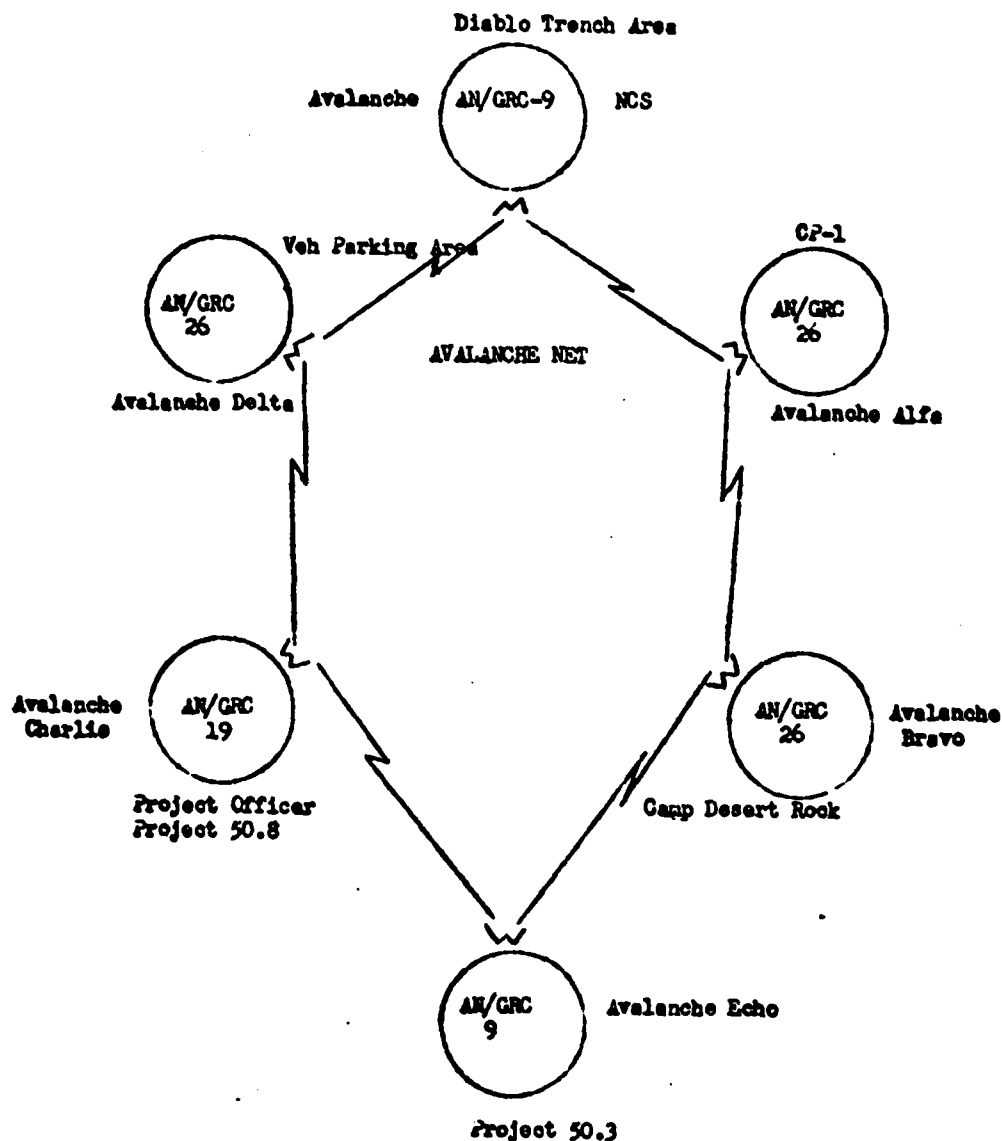 Diablo Trench Area
Avalanche
AN/GRC-9
NCS
Veh Parking Area
AN/GRC
26
Avalanche Delta
CP-1
AN/GRC
26
Avalanche Alfa
AVALANCHE NET
Avalanche
Charlie
AN/GRC
19
Project Officer
Project 50.8
AN/GRC
26
Avalanche
Bravo
Camp Desert Rock
AN/GRC
9
Avalanche Echo
Project 50.3